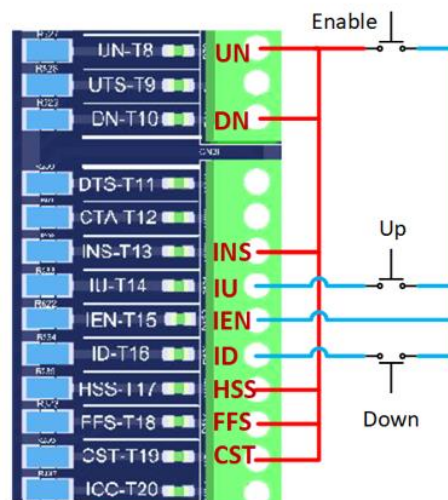 Enable
UN-T8 UN
UTS-T9
DN-T10 DN
DTS-T11
CTA-T12
INS-T13 INS
Up
IU-T14 IU
IEN-T15 IEN
ID-T16 ID
HSS-T17 HSS
Down
FFS-T18 FFS
CST-T19 CST
ICC-T20